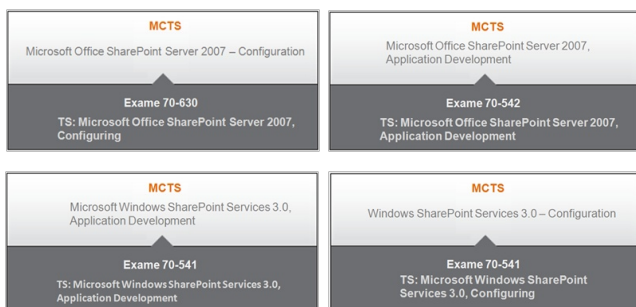 MCTS
Microsoft Office SharePoint Server 2007 – Configuration
Exame 70-630
TS: Microsoft Office SharePoint Server 2007,
Configuring
MCTS
Microsoft Office SharePoint Server 2007,
Application Development
Exame 70-542
TS: Microsoft Office SharePoint Server 2007,
Application Development
MCTS
Microsoft Windows SharePoint Services 3.0,
Application Development
Exame 70-541
TS: Microsoft Windows SharePoint Services 3.0,
Application Development
MCTS
Windows SharePoint Services 3.0 – Configuration
Exame 70-541
TS: Microsoft Windows SharePoint
Services 3.0, Configuring